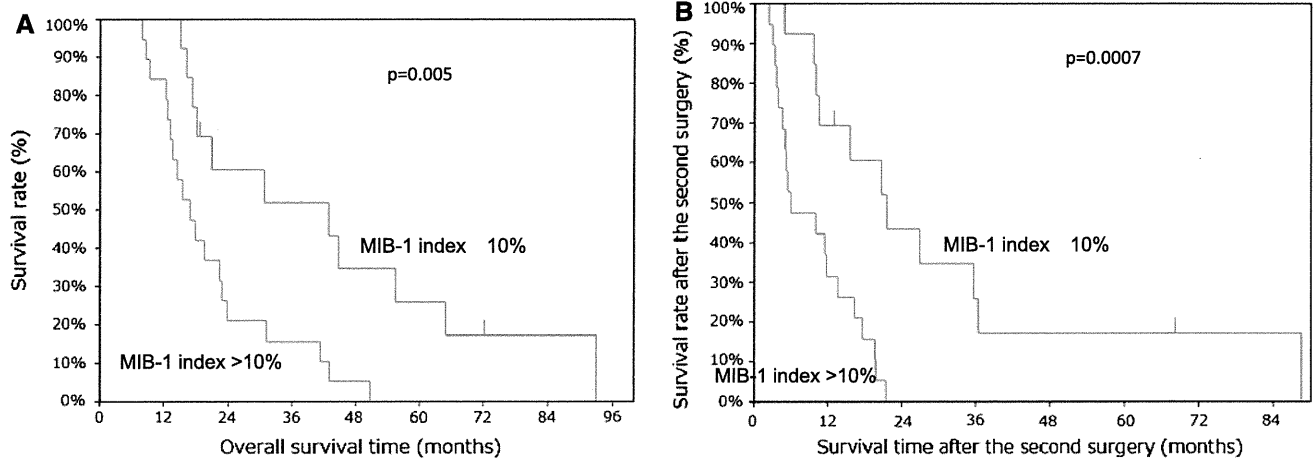 A
100%
90%
80%
70%
60%
50%
40%
30%
20%
10%
0%
Survival rate (%)
p=0.005
MIB-1 index 10%
MIB-1 index >10%
0 12 24 36 48 60 72 84 96
Overall survival time (months)
B
100%
90%
80%
70%
60%
50%
40%
30%
20%
10%
0%
Survival rate after the second surgery (%)
p=0.0007
MIB-1 index 10%
MIB-1 index >10%
0 12 24 36 48 60 72 84
Survival time after the second surgery (months)